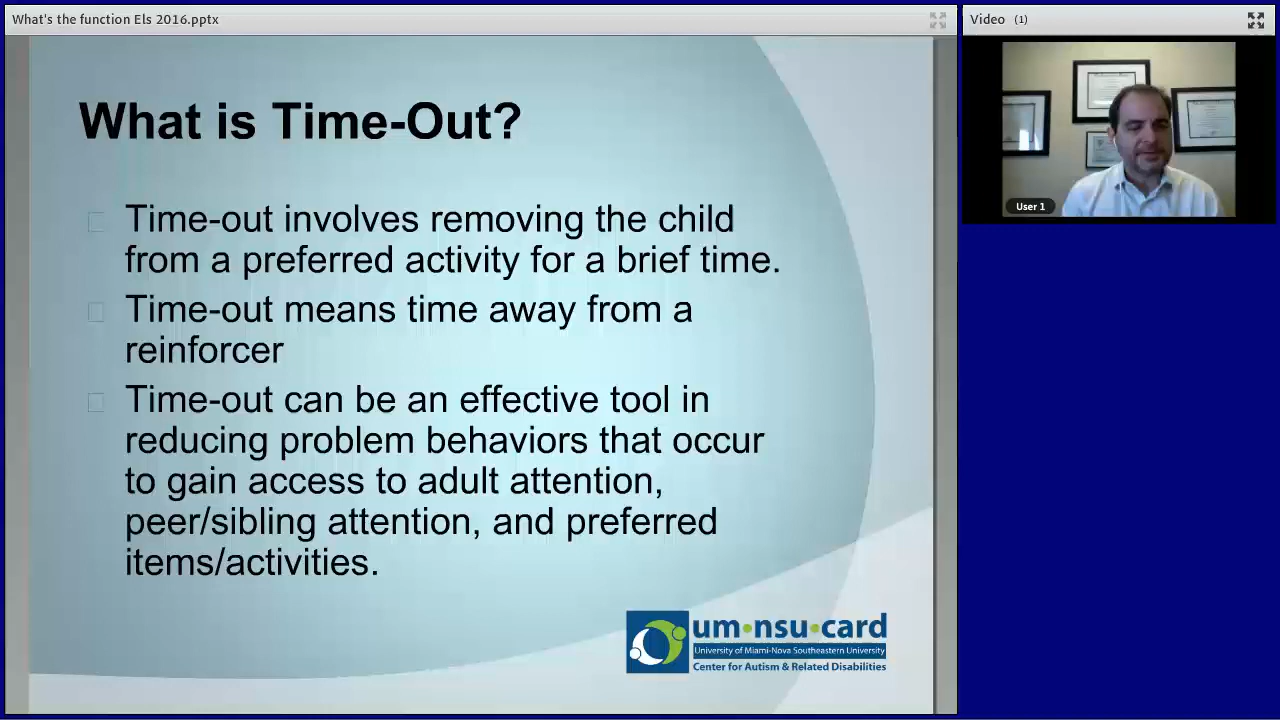 What's the function Els 2016.pptx
Video (1)
What is Time-Out?
Time-out involves removing the child
from a preferred activity for a brief time.
Time-out means time away from a
reinforcer
Time-out can be an effective tool in
reducing problem behaviors that occur
to gain access to adult attention,
peer/sibling attention, and preferred
items/activities.
um•nsu•card
University of Miami-Nova Southeastern University
Center for Autism & Related Disabilities
User 1